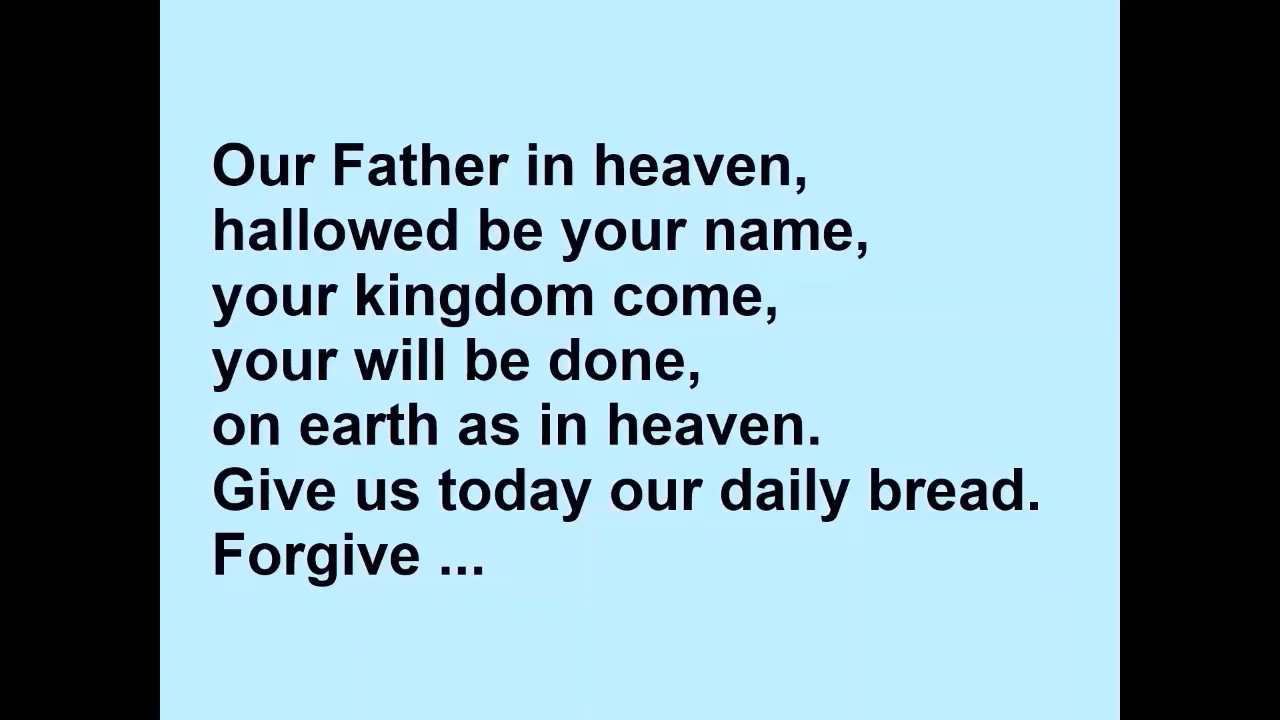 Our Father in heaven,
hallowed be your name,
your kingdom come,
your will be done,
on earth as in heaven.
Give us today our daily bread.
Forgive ...